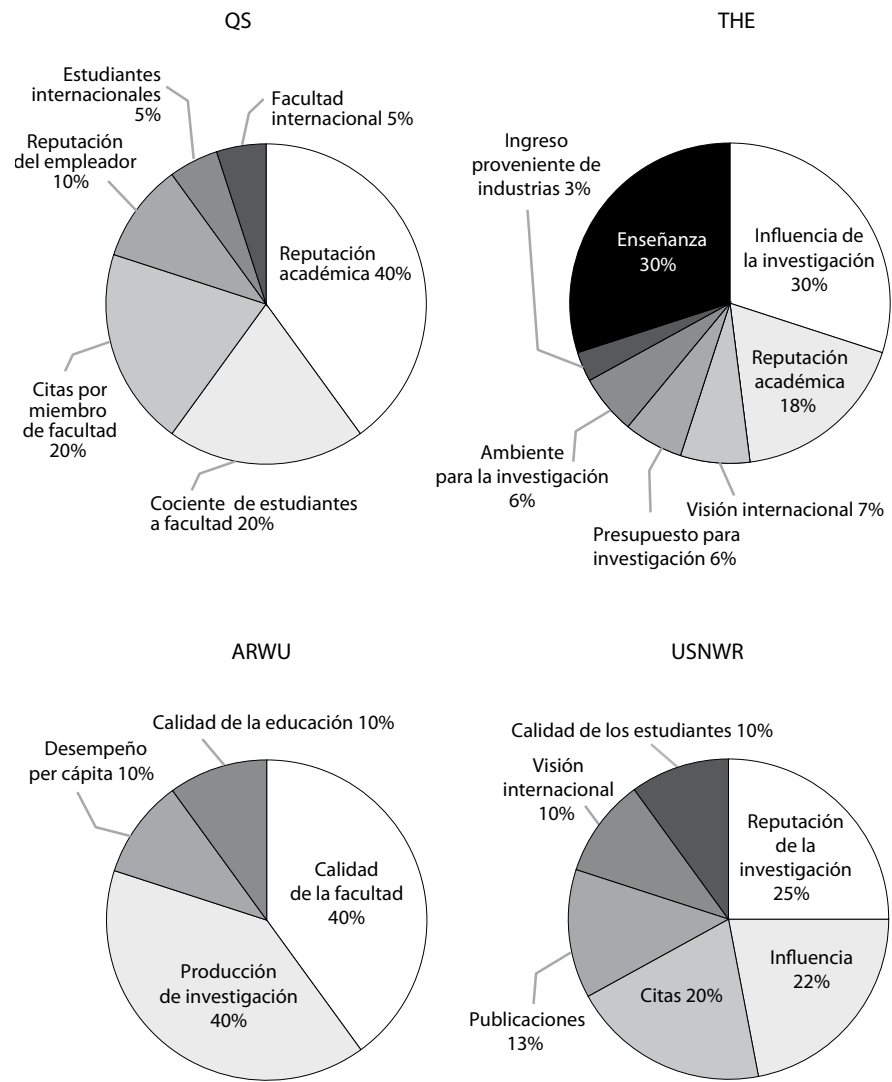 QS
Estudiantes
internacionales
5%
Facultad
internacional 5%
Reputación
del empleador
10%
Reputación
académica 40%
Citas por
miembro
de facultad
20%
Cociente de estudiantes
a facultad 20%
THE
Ingreso
proveniente de
industrias 3%
Enseñanza
30%
Influencia de
la investigación
30%
Reputación
académica
18%
Ambiente
para la investigación
6%
Visión internacional 7%
Presupuesto para
investigación 6%
ARWU
Calidad de la educación 10%
Desempeño
per cápita 10%
Calidad
de la facultad
40%
Producción
de investigación
40%
USNWR
Calidad de los estudiantes 10%
Visión
internacional
10%
Reputación
de la
investigación
25%
Influencia
22%
Citas 20%
Publicaciones
13%